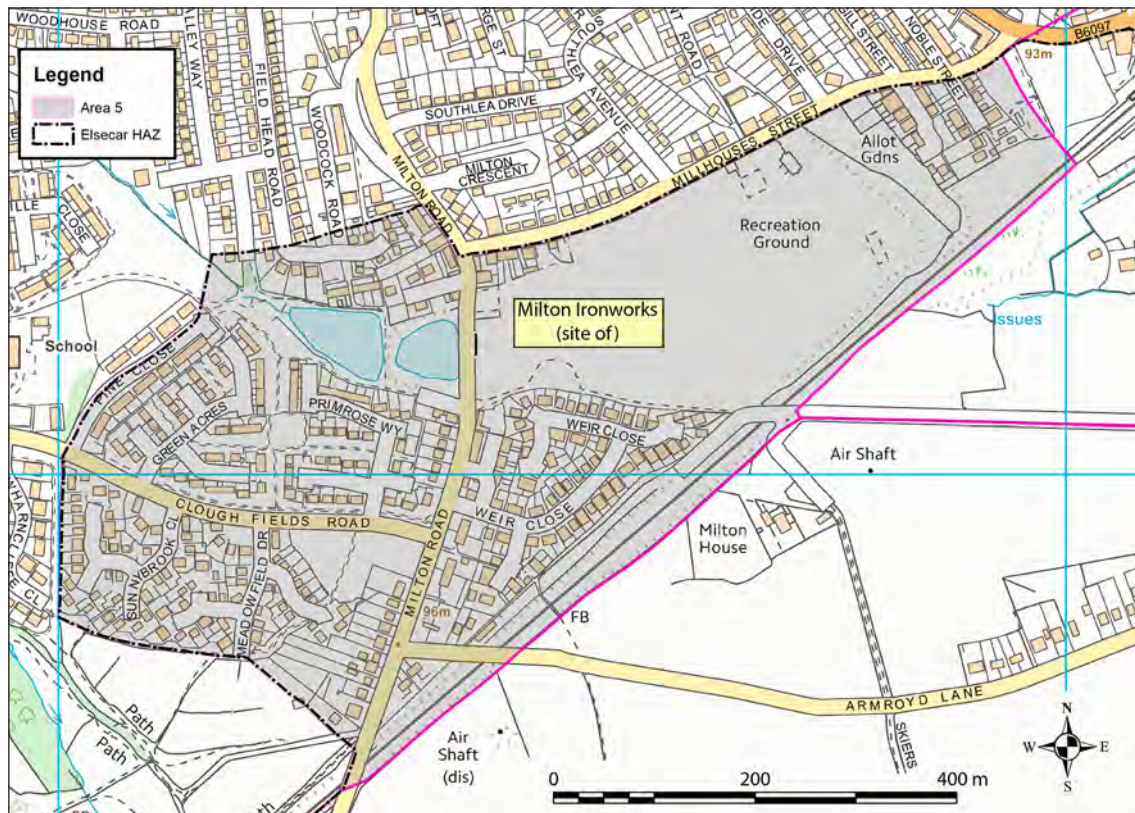 WOODHOUSE ROAD
Legend
Area 5
Elsecar HAZ
FIELD HEAD ROAD
WOODCOCK ROAD
SOUTHLEA DRIVE
SOUTHLEA AVENUE
MILTON CRESCENT
MILTON ROAD
MILLHOUSES STREET
NOBLE STREET
B6097
93m
Allot
Gdns
Recreation
Ground
Milton Ironworks
(site of)
Issues
CLOSE
School
PINE CLOSE
GREEN ACRES
PRIMROSE WY
WEIR CLOSE
WEIR CLOSE
Air Shaft
CLOUGH FIELDS ROAD
MILTON ROAD
WHARNCLIFFE CL
SUNNYBROOK CL
MEADOWFIELD DR
Milton
House
96m
FB
ARMROYD LANE
SKIERS
Path
Path
Air
Shaft
(dis)
0 200 400 m
N
W E
S